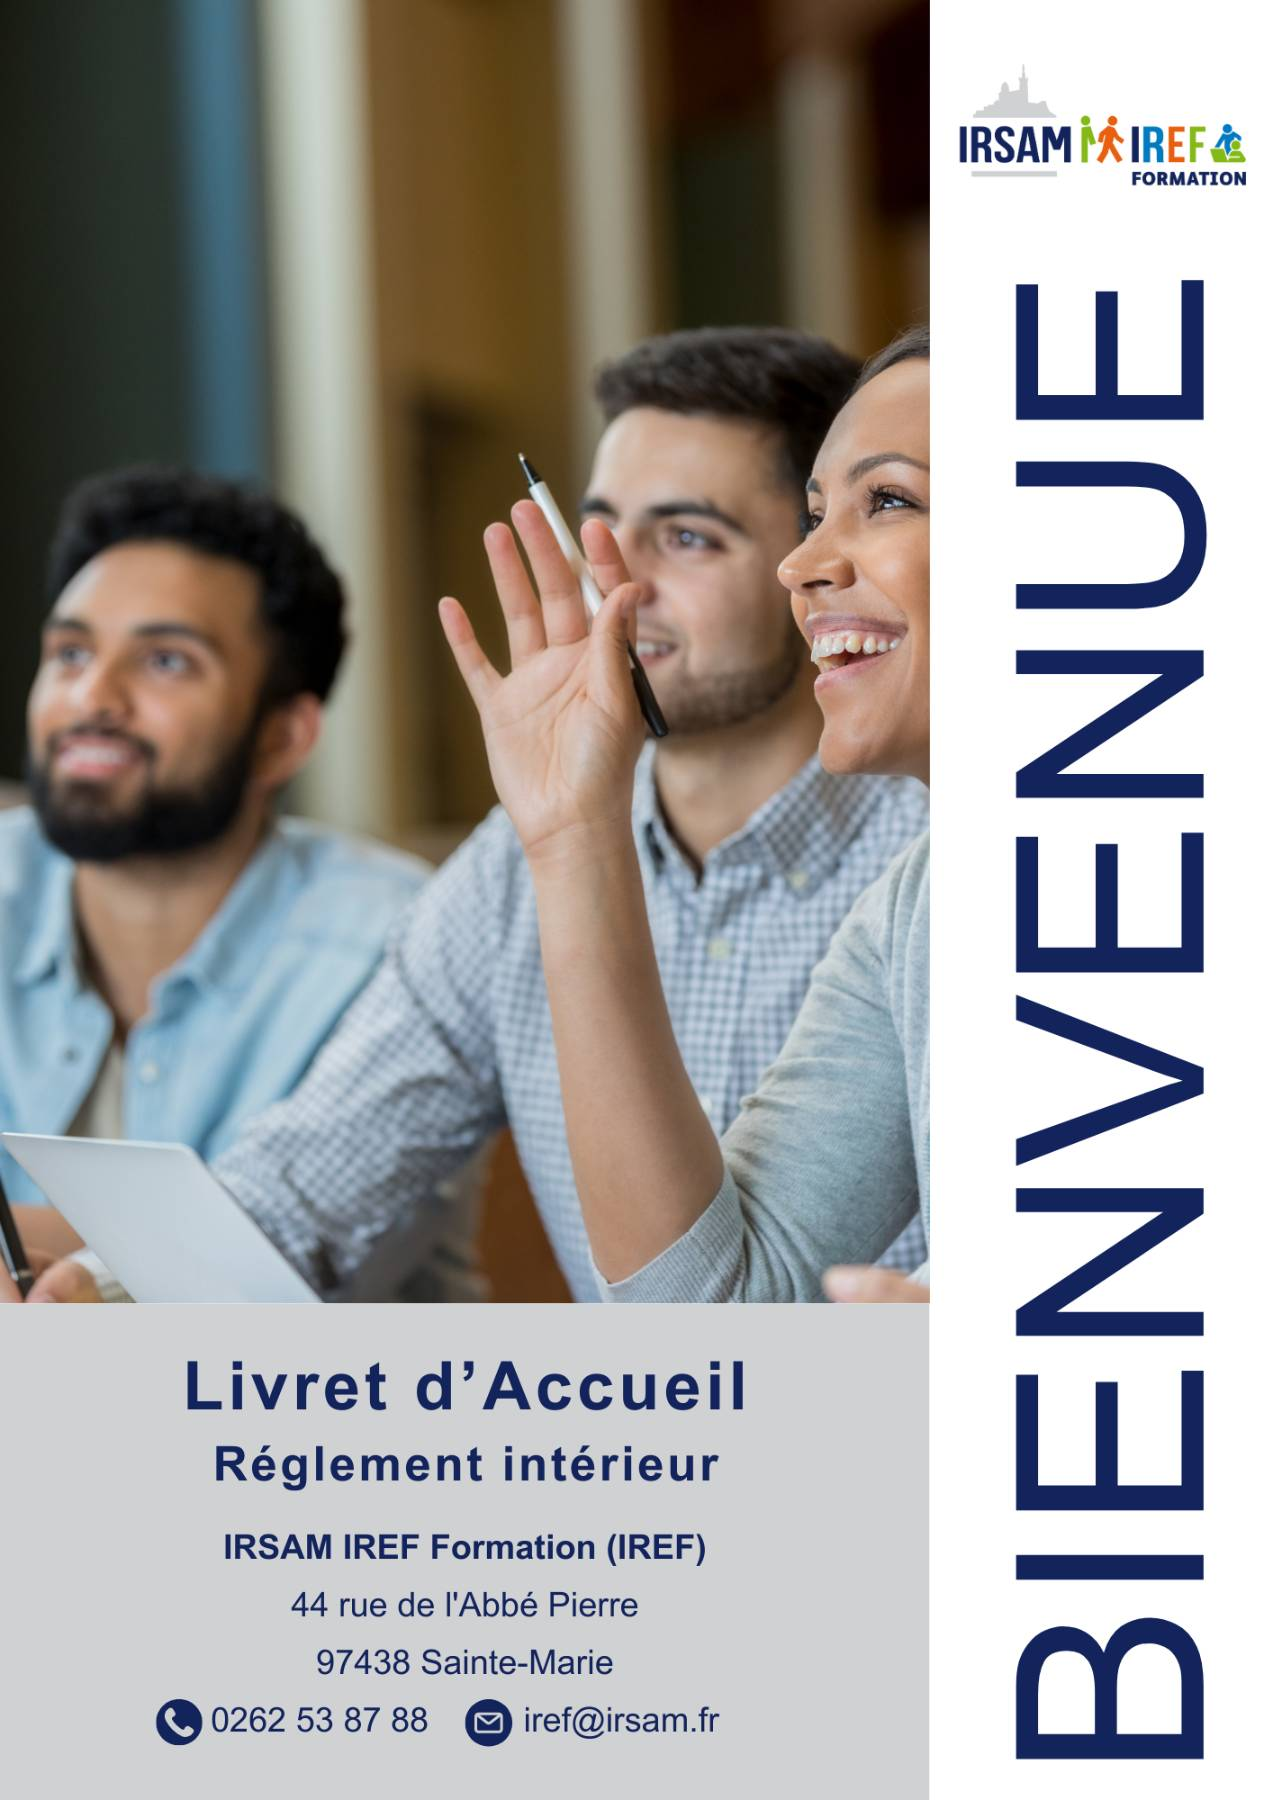 IRSAM IREF
FORMATION
BIENVENUE
Livret d’Accueil
Réglement intérieur
IRSAM IREF Formation (IREF)
44 rue de l'Abbé Pierre
97438 Sainte-Marie
0262 53 87 88 iref@irsam.fr